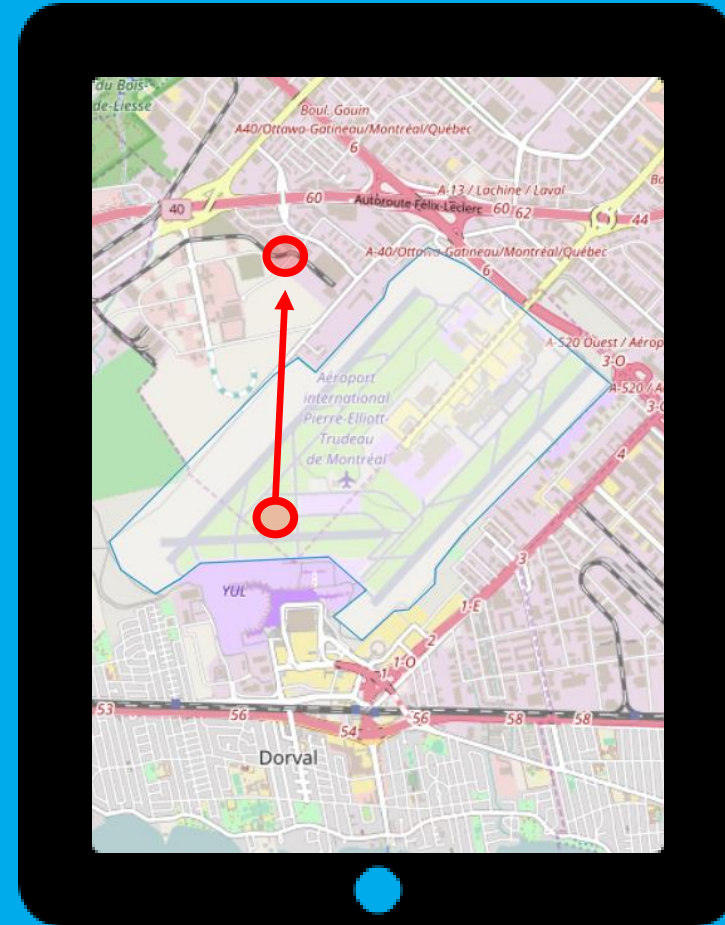 du Bois-
de-Liesse
Boul. Gouin
A40/Ottawa-Gatineau/Montréal/Québec
6
A-13 / Lachine / Laval
60
Autoroute Félix-Leclerc
60
62
40
44
A-40/Ottawa-Gatineau/Montréal/Québec
6
A-520 Ouest / Aérop
3-O
A-520 / A
3-O
Aéroport
international
Pierre-Elliott-
Trudeau
de Montréal
4
3
YUL
1-E
2
1-O
1
53
56
54
56
58
58
Dorval